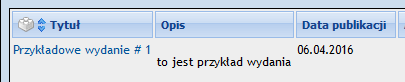 Tytuł Opis Data publikacji
Przykładowe wydanie # 1 06.04.2016
to jest przykład wydania